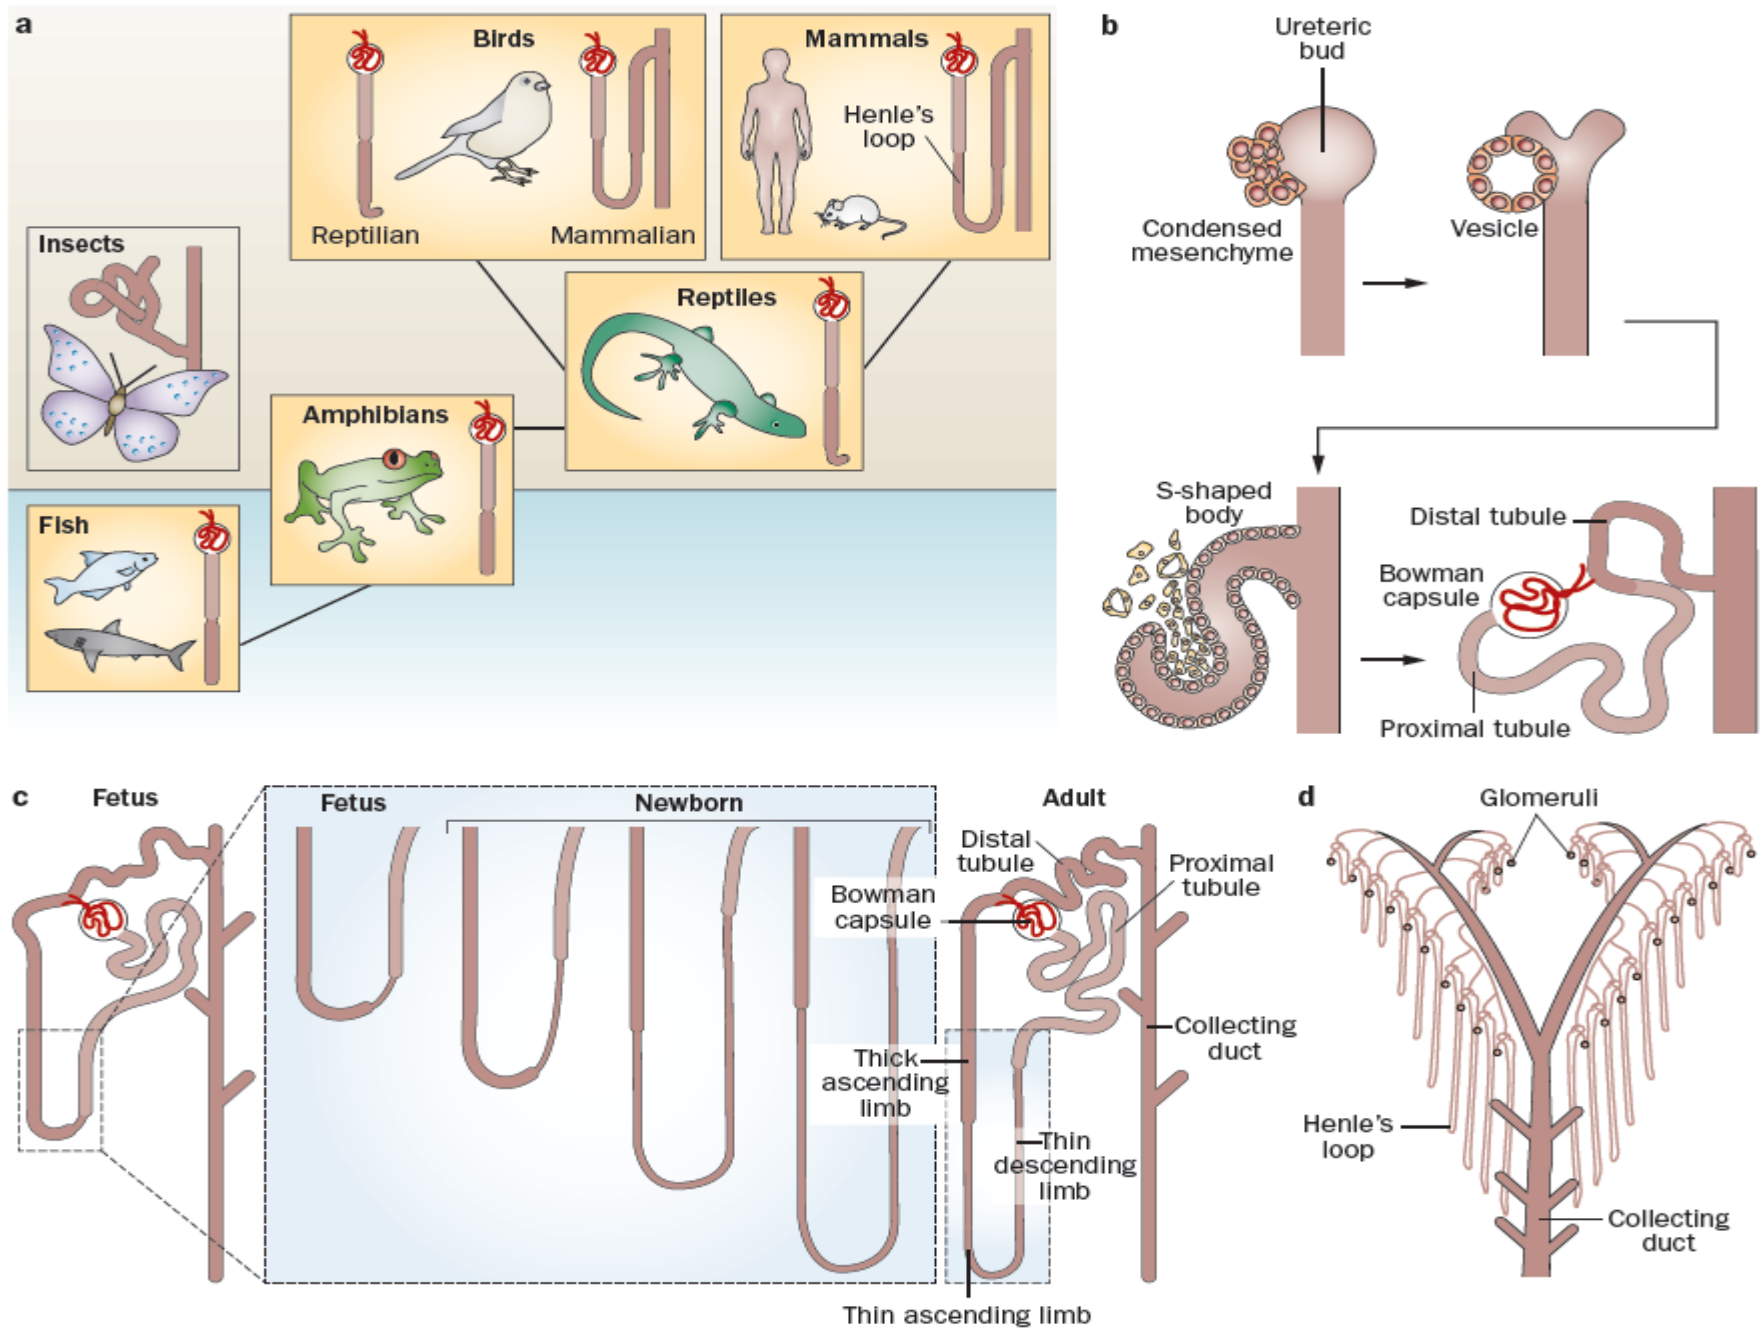 a
Birds
Reptilian
Mammalian
Mammals
Henle's
loop
Insects
Reptiles
Amphibians
Fish
b
Ureteric
bud
Condensed
mesenchyme
Vesicle
S-shaped
body
Distal tubule
Bowman
capsule
Proximal tubule
c
Fetus
Fetus
Newborn
Adult
Distal
tubule
Proximal
tubule
Bowman
capsule
Collecting
duct
Thick
ascending
limb
Thin
descending
limb
Thin ascending limb
d
Glomeruli
Henle's
loop
Collecting
duct